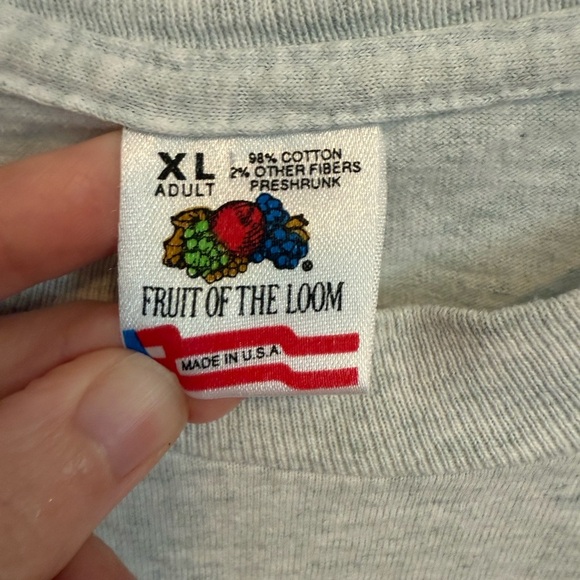 XL
ADULT
98% COTTON
2% OTHER FIBERS
PRESHRUNK
®
FRUIT OF THE LOOM
MADE IN U.S.A.